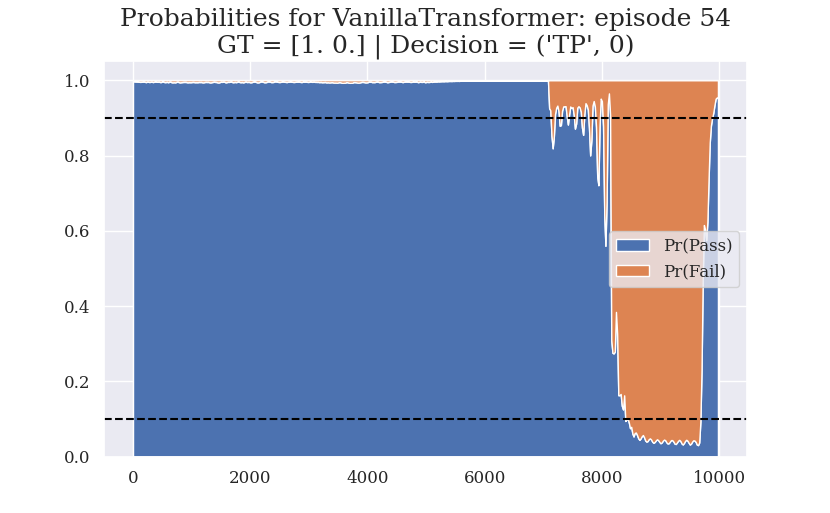 Probabilities for VanillaTransformer: episode 54
GT = [1. 0.] | Decision = ('TP', 0)
1.0
0.8
0.6
0.4
0.2
0.0
Pr(Pass)
Pr(Fail)
0 2000 4000 6000 8000 10000